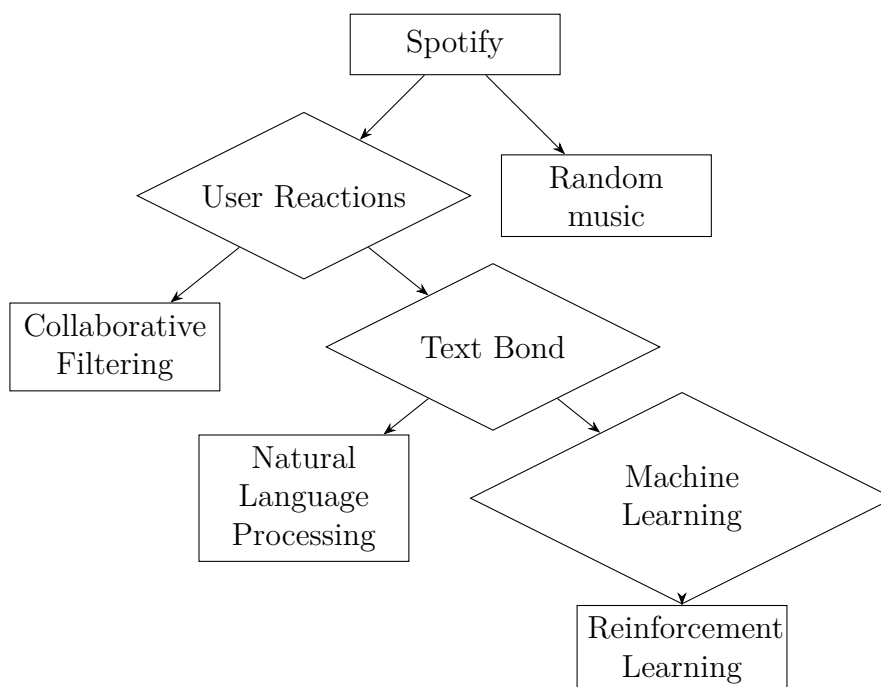 Spotify
User Reactions
Random
music
Collaborative
Filtering
Text Bond
Natural
Language
Processing
Machine
Learning
Reinforcement
Learning